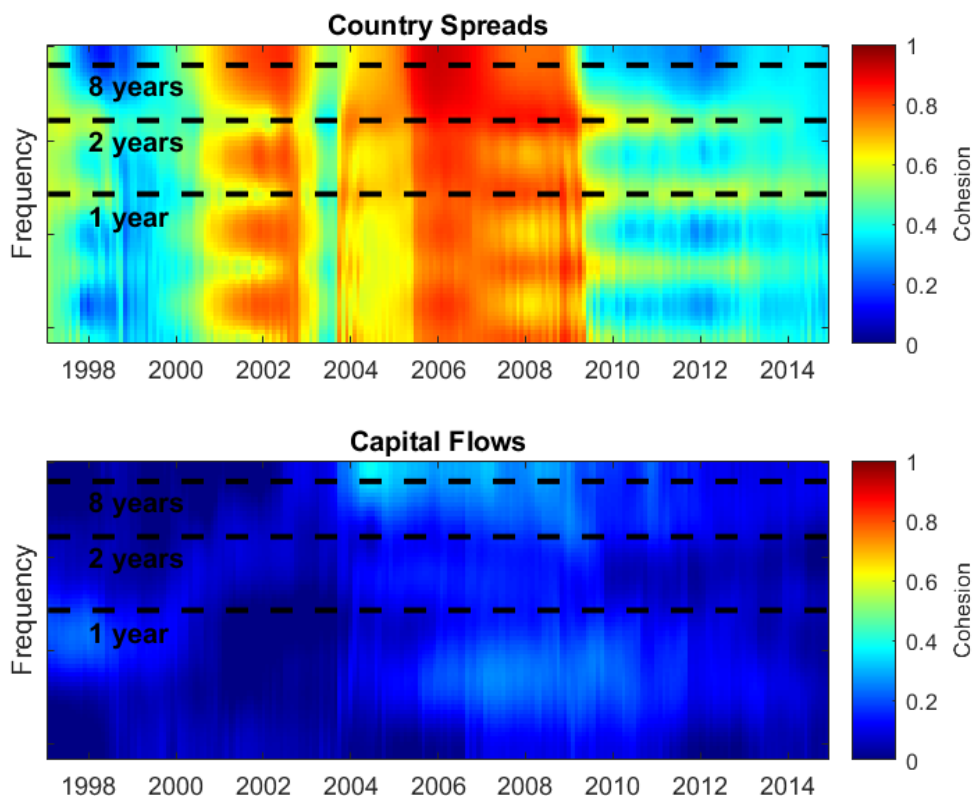 Country Spreads
8 years
2 years
1 year
Frequency
1998 2000 2002 2004 2006 2008 2010 2012 2014
1
0.8
0.6
0.4
0.2
0
Cohesion
Capital Flows
8 years
2 years
1 year
Frequency
1998 2000 2002 2004 2006 2008 2010 2012 2014
1
0.8
0.6
0.4
0.2
0
Cohesion